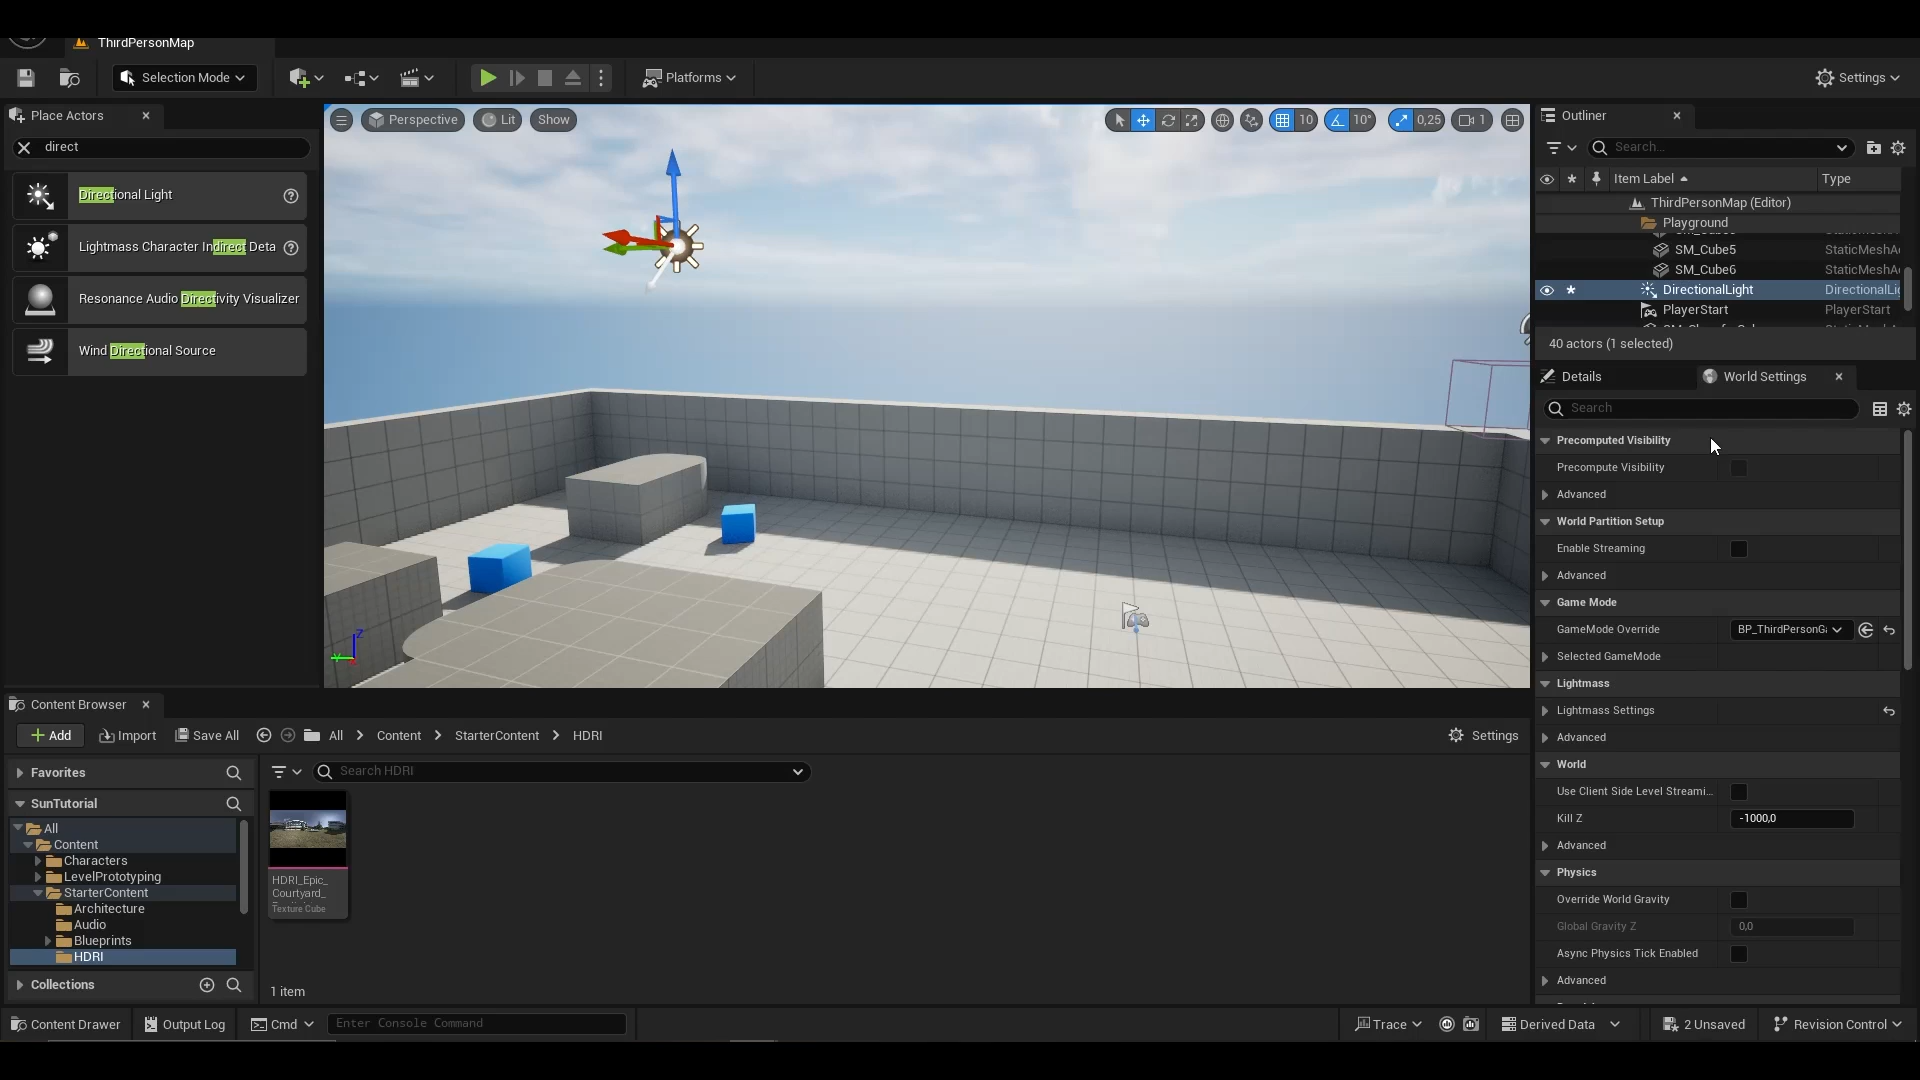 ThirdPersonMap
Selection Mode
Platforms
Settings
Place Actors
direct
Directional Light
Lightmass Character Indirect Deta
Resonance Audio Directivity Visualizer
Wind Directional Source
Perspective
Lit
Show
10
10°
0,25
1
Outliner
Search...
Item Label
Type
ThirdPersonMap (Editor)
Playground
SM_Cube5
StaticMeshA
SM_Cube6
StaticMeshA
DirectionalLight
DirectionalLi
PlayerStart
PlayerStart
40 actors (1 selected)
Details
World Settings
Search
Precomputed Visibility
Precompute Visibility
Advanced
World Partition Setup
Enable Streaming
Advanced
Game Mode
GameMode Override
BP_ThirdPersonG
Selected GameMode
Lightmass
Lightmass Settings
Advanced
World
Use Client Side Level Streami...
Kill Z
-1000,0
Advanced
Physics
Override World Gravity
Global Gravity Z
0,0
Async Physics Tick Enabled
Advanced
Content Browser
Add
Import
Save All
All
Content
StarterContent
HDRI
Settings
Favorites
SunTutorial
All
Content
Characters
LevelPrototyping
StarterContent
Architecture
Audio
Blueprints
HDRI
Collections
Search HDRI
HDRI_Epic_
Courtyard_
Texture Cube
1 item
Content Drawer
Output Log
Cmd
Enter Console Command
Trace
Derived Data
2 Unsaved
Revision Control
X
Y
Z